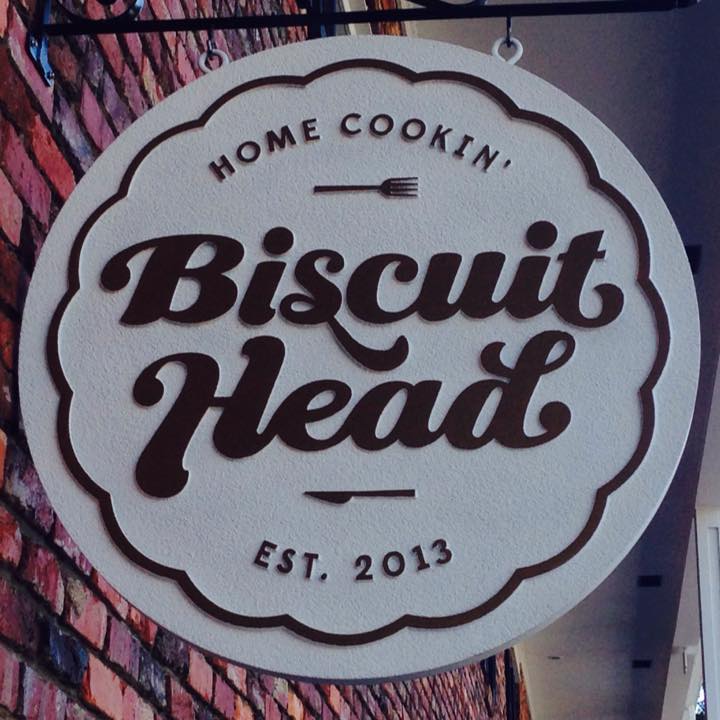 HOME COOKIN'
Biscuit
Head
EST. 2013